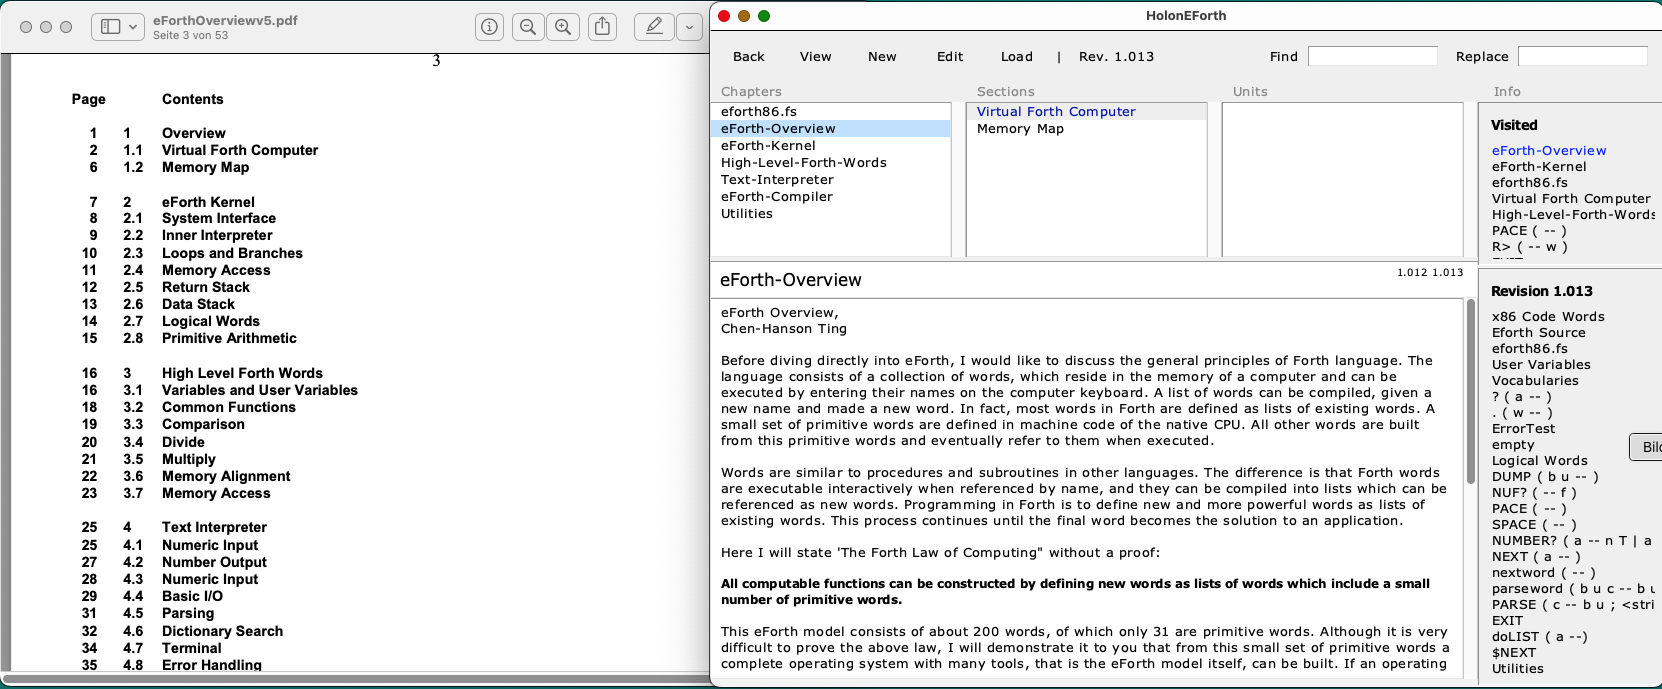 eForthOverviewv5.pdf
Seite 3 von 53
3
Page Contents
1 1 Overview
2 1.1 Virtual Forth Computer
6 1.2 Memory Map
7 2 eForth Kernel
8 2.1 System Interface
9 2.2 Inner Interpreter
10 2.3 Loops and Branches
11 2.4 Memory Access
12 2.5 Return Stack
13 2.6 Data Stack
14 2.7 Logical Words
15 2.8 Primitive Arithmetic
16 3 High Level Forth Words
16 3.1 Variables and User Variables
18 3.2 Common Functions
19 3.3 Comparison
20 3.4 Divide
21 3.5 Multiply
22 3.6 Memory Alignment
23 3.7 Memory Access
25 4 Text Interpreter
25 4.1 Numeric Input
27 4.2 Number Output
28 4.3 Numeric Input
29 4.4 Basic I/O
31 4.5 Parsing
32 4.6 Dictionary Search
34 4.7 Terminal
35 4.8 Error Handling
HolonEForth
Back View New Edit Load | Rev. 1.013 Find Replace
Chapters
eforth86.fs
eForth-Overview
eForth-Kernel
High-Level-Forth-Words
Text-Interpreter
eForth-Compiler
Utilities
Sections
Virtual Forth Computer
Memory Map
Units
Info
Visited
eForth-Overview
eForth-Kernel
eforth86.fs
Virtual Forth Computer
High-Level-Forth-Words
PACE ( -- )
R> ( -- w )
eForth-Overview
1.012 1.013
eForth Overview,
Chen-Hanson Ting
Before diving directly into eForth, I would like to discuss the general principles of Forth language. The
language consists of a collection of words, which reside in the memory of a computer and can be
executed by entering their names on the computer keyboard. A list of words can be compiled, given a
new name and made a new word. In fact, most words in Forth are defined as lists of existing words. A
small set of primitive words are defined in machine code of the native CPU. All other words are built
from this primitive words and eventually refer to them when executed.
Words are similar to procedures and subroutines in other languages. The difference is that Forth words
are executable interactively when referenced by name, and they can be compiled into lists which can be
referenced as new words. Programming in Forth is to define new and more powerful words as lists of
existing words. This process continues until the final word becomes the solution to an application.
Here I will state 'The Forth Law of Computing" without a proof:
All computable functions can be constructed by defining new words as lists of words which include a small
number of primitive words.
This eForth model consists of about 200 words, of which only 31 are primitive words. Although it is very
difficult to prove the above law, I will demonstrate it to you that from this small set of primitive words a
complete operating system with many tools, that is the eForth model itself, can be built. If an operating
Revision 1.013
x86 Code Words
Eforth Source
eforth86.fs
User Variables
Vocabularies
? ( a -- )
. ( w -- )
ErrorTest
empty
Logical Words
DUMP ( b u -- )
NUF? ( -- f )
PACE ( -- )
SPACE ( -- )
NUMBER? ( a -- n T | a
NEXT ( a -- )
nextword ( -- )
parseword ( b u c -- b u
PARSE ( c -- b u ; <stri
EXIT
doLIST ( a --)
$NEXT
Utilities
Bild